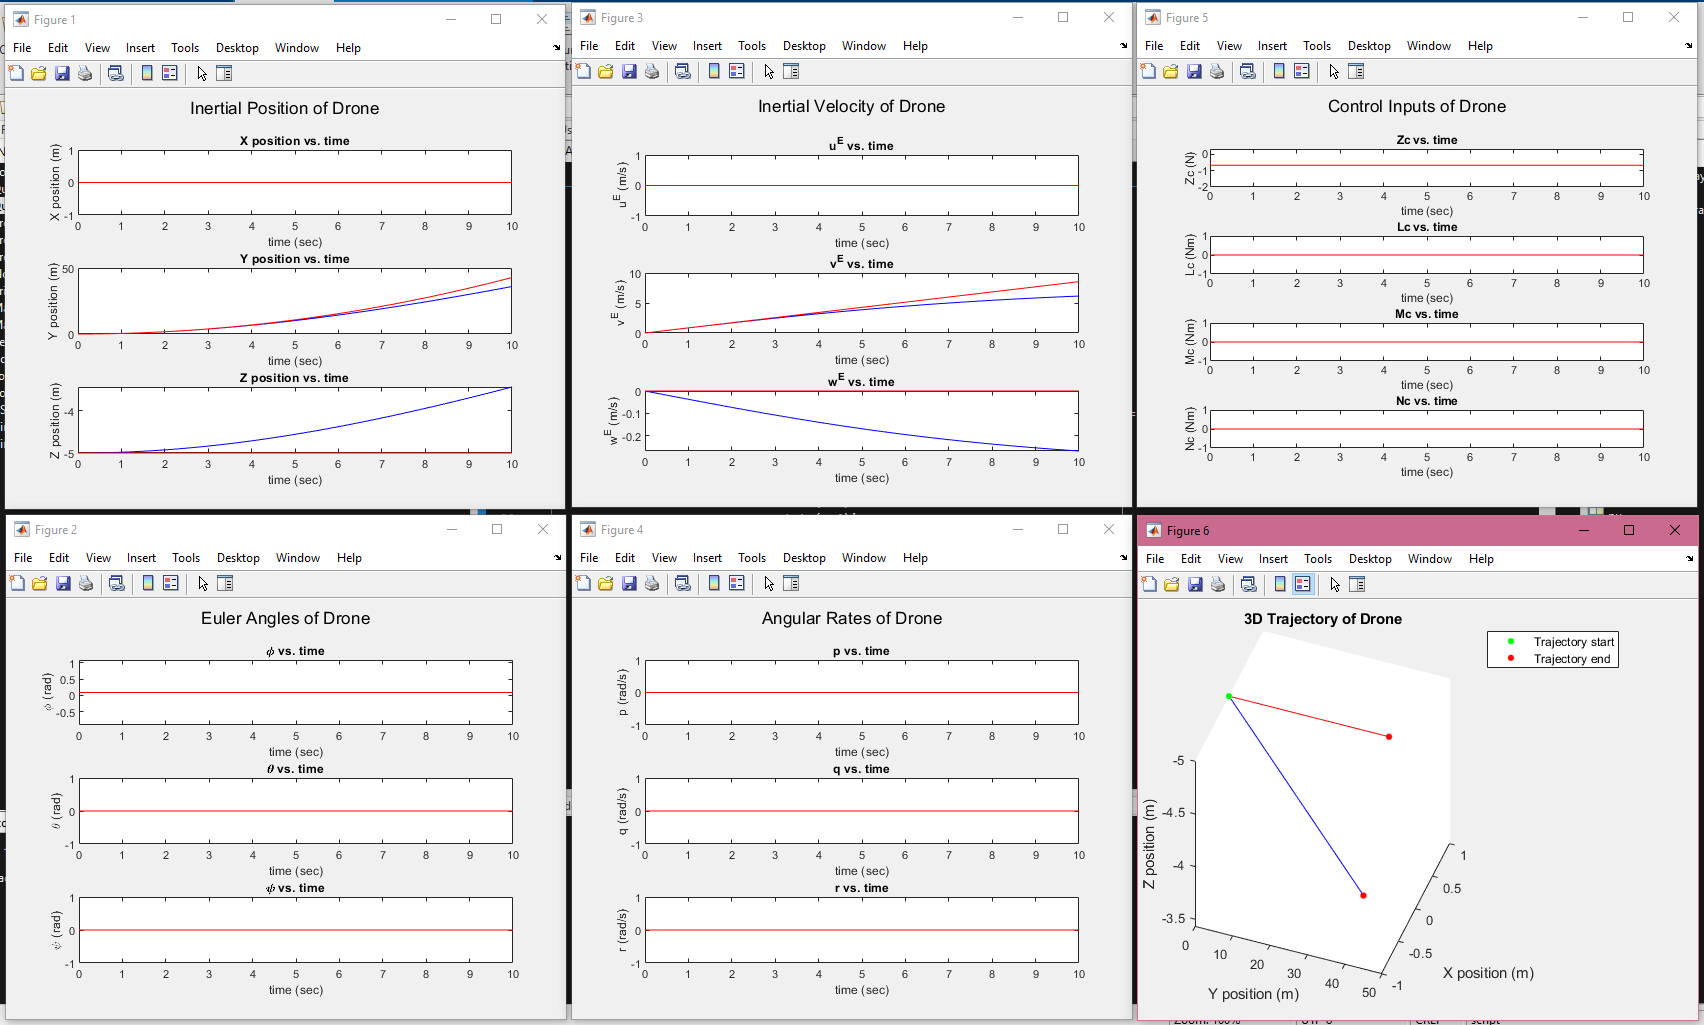 Figure 1
File Edit View Insert Tools Desktop Window Help
Inertial Position of Drone
X position vs. time
X position (m)
1
0
-1
0 1 2 3 4 5 6 7 8 9 10
time (sec)
Y position vs. time
Y position (m)
50
0
0 1 2 3 4 5 6 7 8 9 10
time (sec)
Z position vs. time
Z position (m)
-4
-5
0 1 2 3 4 5 6 7 8 9 10
time (sec)
Figure 3
File Edit View Insert Tools Desktop Window Help
Inertial Velocity of Drone
u^E vs. time
u^E (m/s)
1
0
-1
0 1 2 3 4 5 6 7 8 9 10
time (sec)
v^E vs. time
v^E (m/s)
10
5
0
0 1 2 3 4 5 6 7 8 9 10
time (sec)
w^E vs. time
w^E (m/s)
0
-0.1
-0.2
0 1 2 3 4 5 6 7 8 9 10
time (sec)
Figure 5
File Edit View Insert Tools Desktop Window Help
Control Inputs of Drone
Zc vs. time
Zc (N)
0
-1
-2
0 1 2 3 4 5 6 7 8 9 10
time (sec)
Lc vs. time
Lc (Nm)
1
0
-1
0 1 2 3 4 5 6 7 8 9 10
time (sec)
Mc vs. time
Mc (Nm)
1
0
-1
0 1 2 3 4 5 6 7 8 9 10
time (sec)
Nc vs. time
Nc (Nm)
1
0
-1
0 1 2 3 4 5 6 7 8 9 10
time (sec)
Figure 2
File Edit View Insert Tools Desktop Window Help
Euler Angles of Drone
ϕ vs. time
ϕ (rad)
1
0.5
0
-0.5
0 1 2 3 4 5 6 7 8 9 10
time (sec)
θ vs. time
θ (rad)
1
0
-1
0 1 2 3 4 5 6 7 8 9 10
time (sec)
ψ vs. time
ψ (rad)
1
0
-1
0 1 2 3 4 5 6 7 8 9 10
time (sec)
Figure 4
File Edit View Insert Tools Desktop Window Help
Angular Rates of Drone
p vs. time
p (rad/s)
1
0
-1
0 1 2 3 4 5 6 7 8 9 10
time (sec)
q vs. time
q (rad/s)
1
0
-1
0 1 2 3 4 5 6 7 8 9 10
time (sec)
r vs. time
r (rad/s)
1
0
-1
0 1 2 3 4 5 6 7 8 9 10
time (sec)
Figure 6
File Edit View Insert Tools Desktop Window Help
3D Trajectory of Drone
Trajectory start
Trajectory end
Z position (m)
-5
-4.5
-4
-3.5
0 10 20 30 40 50
Y position (m)
1
0.5
0
-0.5
-1
X position (m)